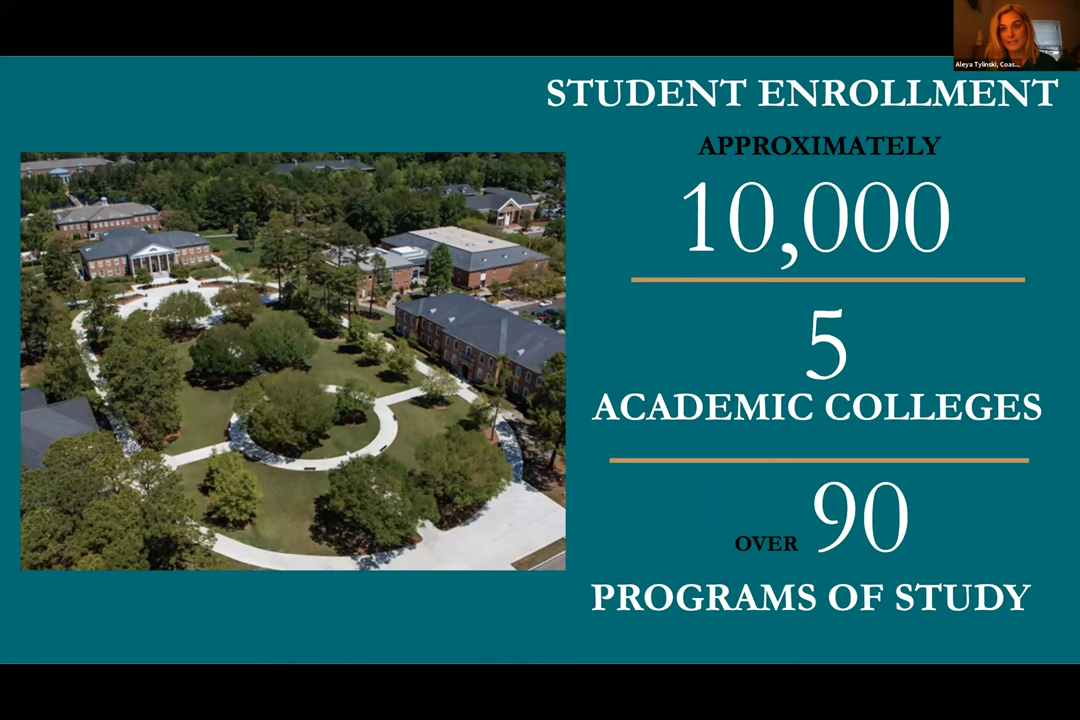 Aleya Tylinski, Coas...
STUDENT ENROLLMENT
APPROXIMATELY
10,000
5
ACADEMIC COLLEGES
OVER 90
PROGRAMS OF STUDY